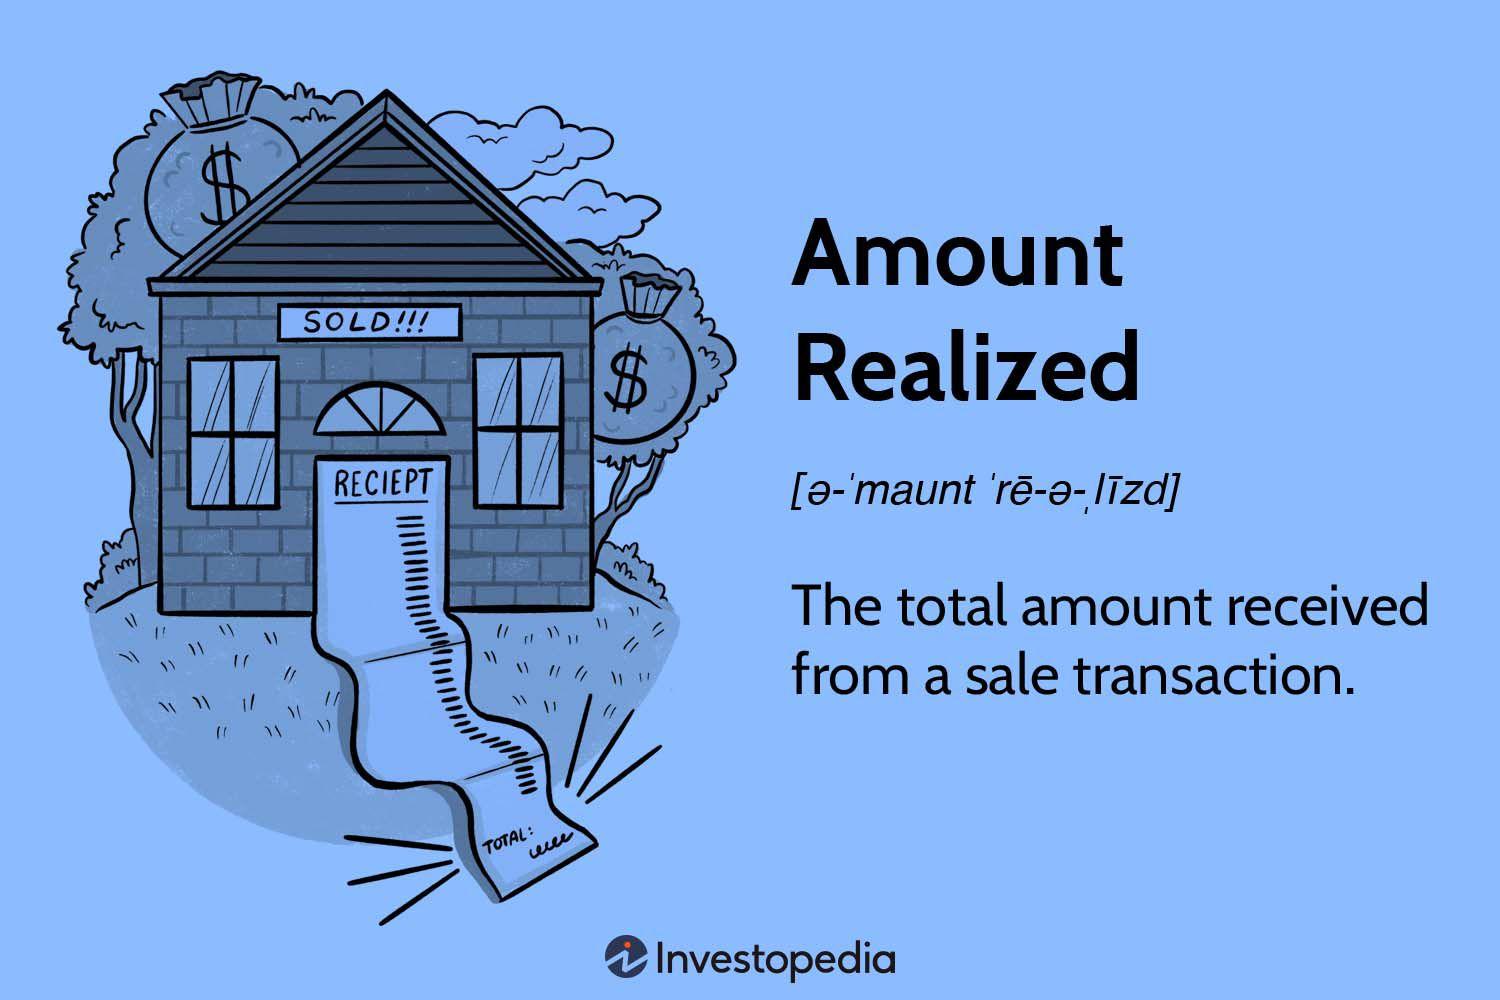 $
SOLD!!!
$
RECIEPT
TOTAL:
Amount
Realized
[ə-ˈmaunt ˈrē-ə-ˌlīzd]
The total amount received
from a sale transaction.
Investopedia